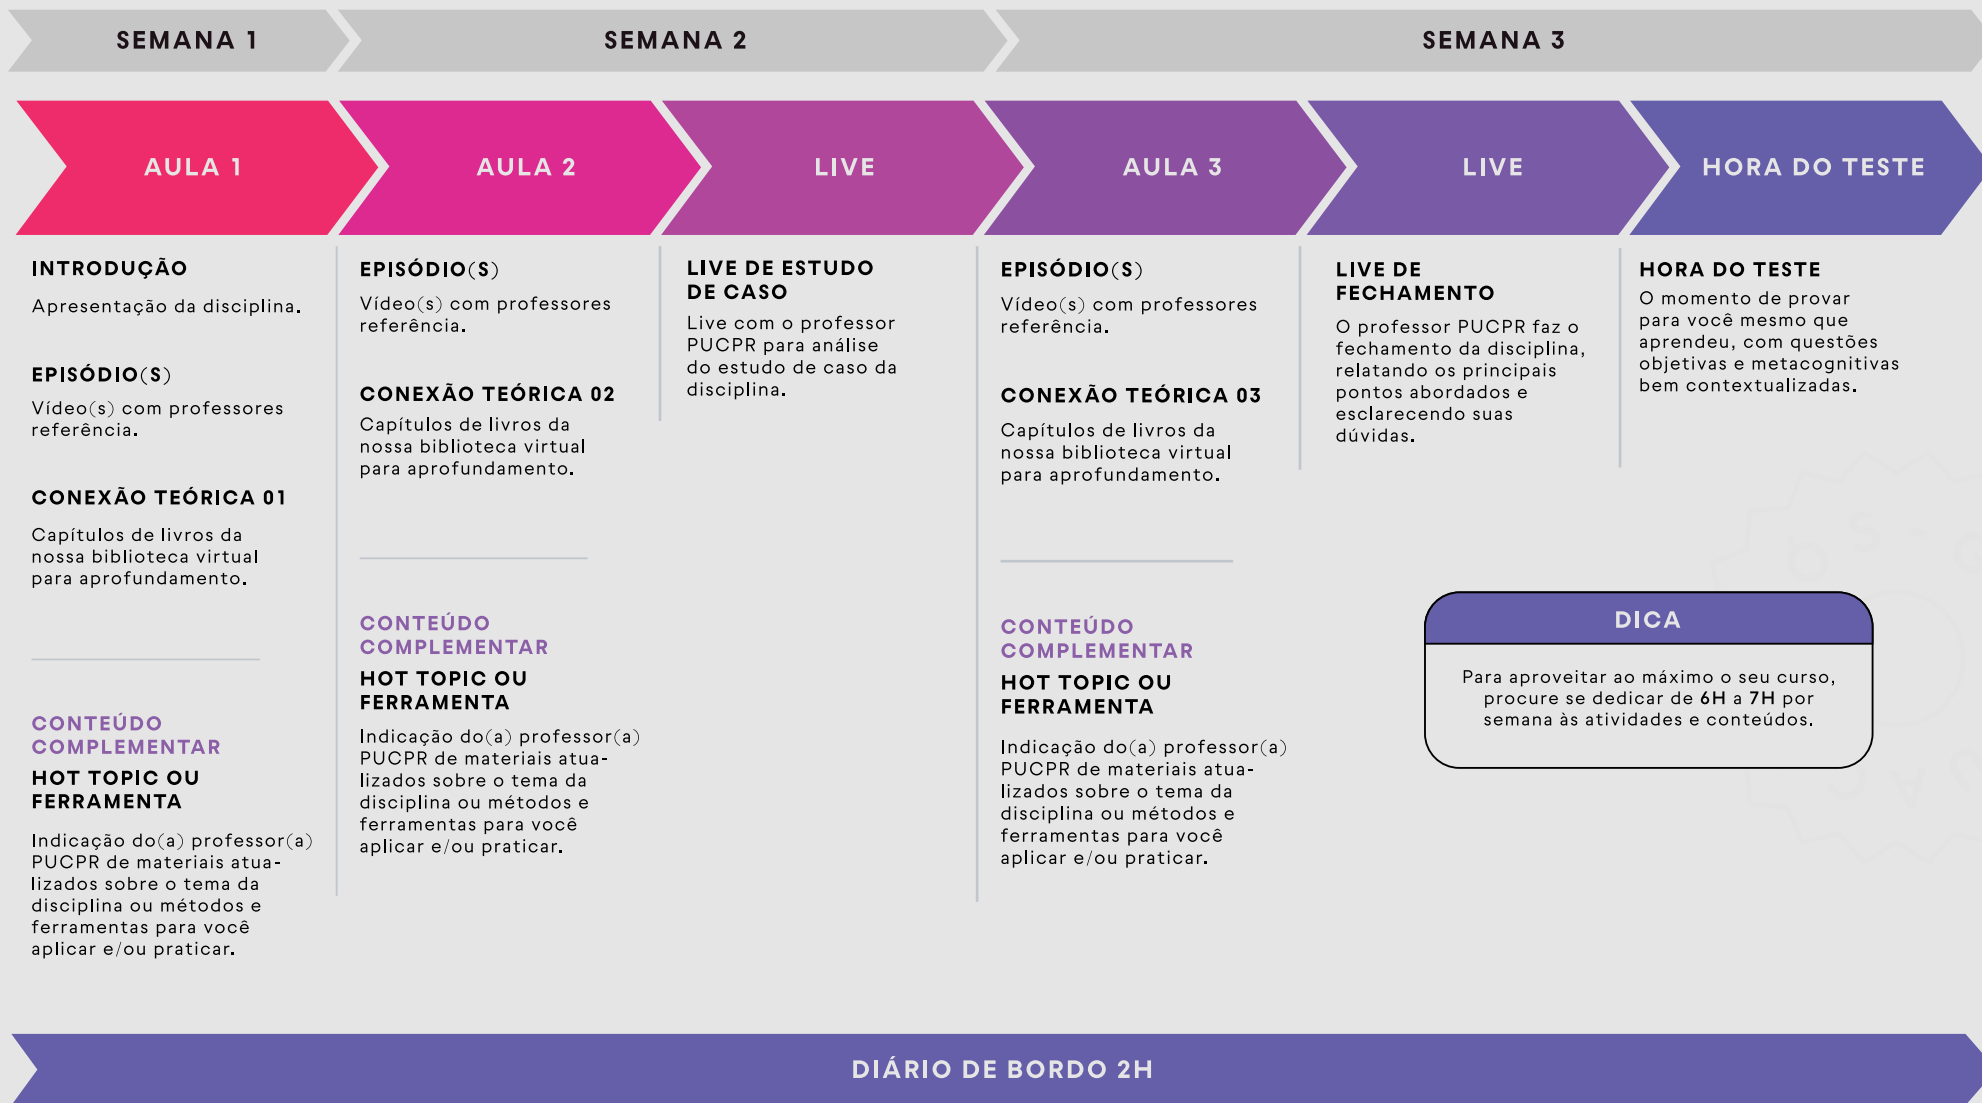 SEMANA 1
SEMANA 2
SEMANA 3
AULA 1
AULA 2
LIVE
AULA 3
LIVE
HORA DO TESTE
INTRODUÇÃO
Apresentação da disciplina.
EPISÓDIO(S)
Vídeo(s) com professores
referência.
CONEXÃO TEÓRICA 01
Capítulos de livros da
nossa biblioteca virtual
para aprofundamento.
CONTEÚDO
COMPLEMENTAR
HOT TOPIC OU
FERRAMENTA
Indicação do(a) professor(a)
PUCPR de materiais atua-
lizados sobre o tema da
disciplina ou métodos e
ferramentas para você
aplicar e/ou praticar.
EPISÓDIO(S)
Vídeo(s) com professores
referência.
CONEXÃO TEÓRICA 02
Capítulos de livros da
nossa biblioteca virtual
para aprofundamento.
CONTEÚDO
COMPLEMENTAR
HOT TOPIC OU
FERRAMENTA
Indicação do(a) professor(a)
PUCPR de materiais atua-
lizados sobre o tema da
disciplina ou métodos e
ferramentas para você
aplicar e/ou praticar.
LIVE DE ESTUDO
DE CASO
Live com o professor
PUCPR para análise
do estudo de caso da
disciplina.
EPISÓDIO(S)
Vídeo(s) com professores
referência.
CONEXÃO TEÓRICA 03
Capítulos de livros da
nossa biblioteca virtual
para aprofundamento.
CONTEÚDO
COMPLEMENTAR
HOT TOPIC OU
FERRAMENTA
Indicação do(a) professor(a)
PUCPR de materiais atua-
lizados sobre o tema da
disciplina ou métodos e
ferramentas para você
aplicar e/ou praticar.
LIVE DE
FECHAMENTO
O professor PUCPR faz o
fechamento da disciplina,
relatando os principais
pontos abordados e
esclarecendo suas
dúvidas.
HORA DO TESTE
O momento de provar
para você mesmo que
aprendeu, com questões
objetivas e metacognitivas
bem contextualizadas.
DICA
Para aproveitar ao máximo o seu curso,
procure se dedicar de 6H a 7H por
semana às atividades e conteúdos.
DIÁRIO DE BORDO 2H